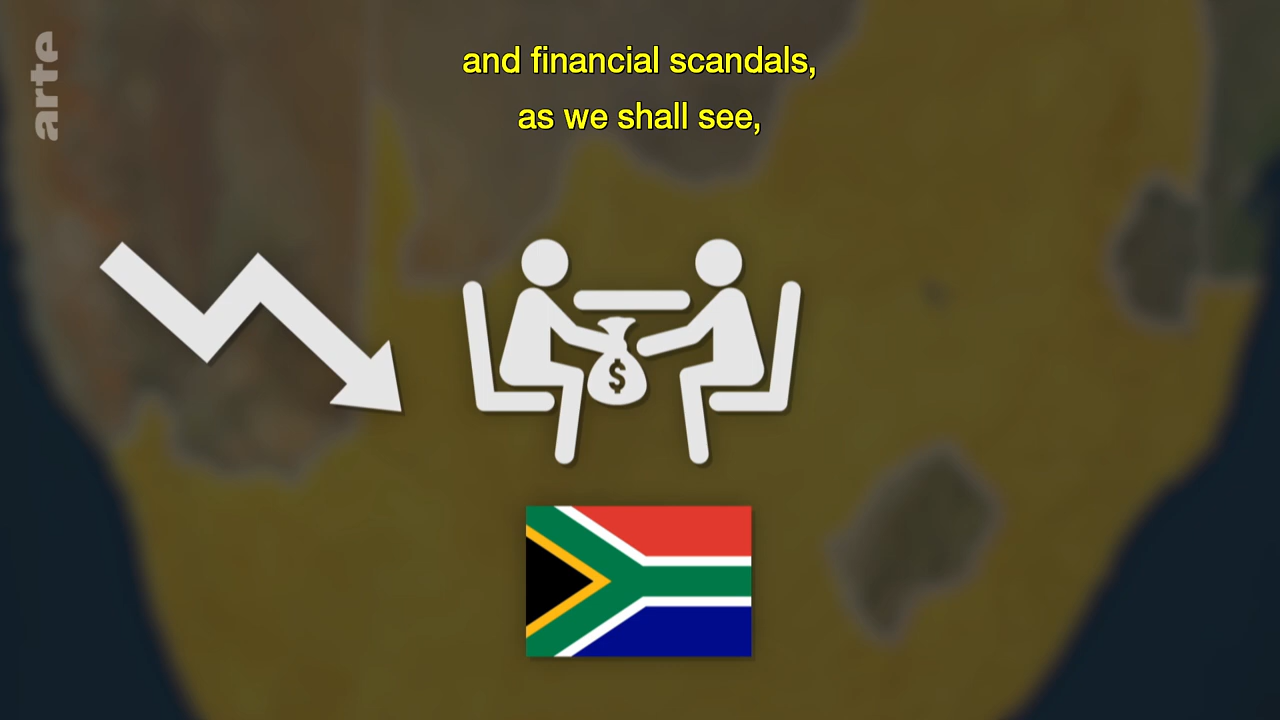 arte
and financial scandals,
as we shall see,
$